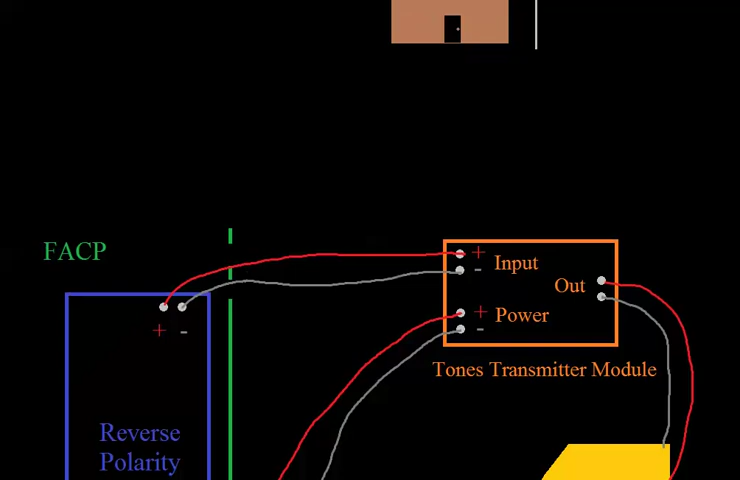 FACP
+
Input
-
Out
+
Power
-
+
-
Tones Transmitter Module
Reverse
Polarity